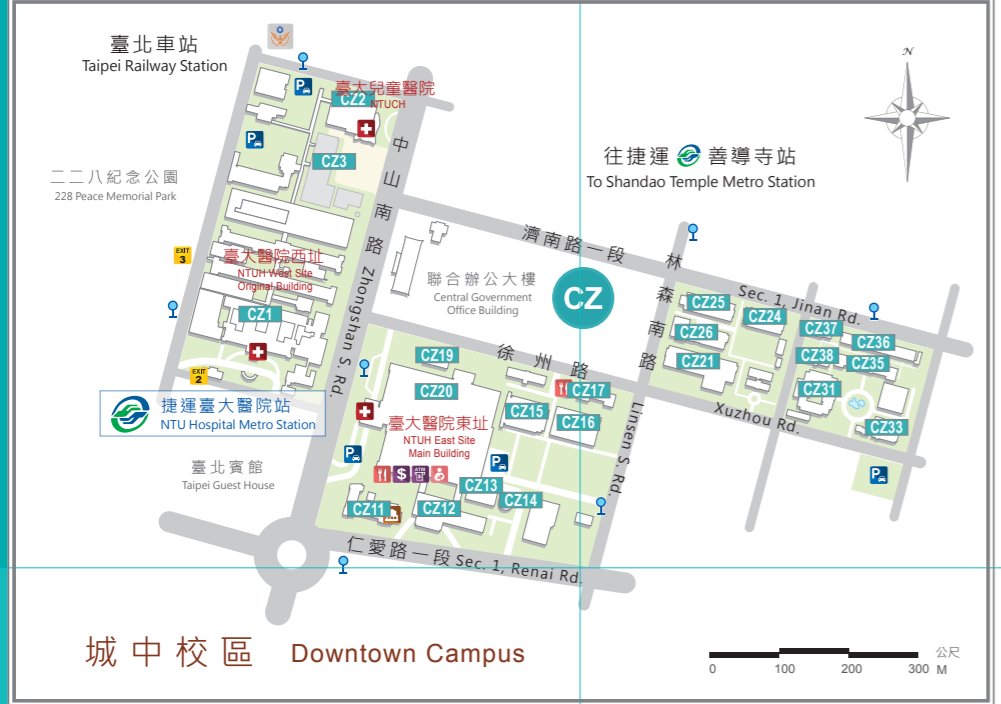 臺北車站
Taipei Railway Station
P
臺大兒童醫院
CZ2
NTUCH
P
CZ3
中山南路 Zhongshan S. Rd.
往捷運 善導寺站
To Shandao Temple Metro Station
N
二二八紀念公園
228 Peace Memorial Park
濟南路一段
Sec. 1, Jinan Rd.
EXIT
3
臺大醫院西址
NTUH West Site
Original Building
CZ1
聯合辦公大樓
Central Government
Office Building
CZ
林森南路
Linsen S. Rd.
CZ25
CZ24
CZ26
CZ21
CZ37
CZ36
CZ38
CZ35
CZ31
CZ33
徐州路
Xuzhou Rd.
EXIT
2
捷運臺大醫院站
NTU Hospital Metro Station
CZ19
CZ20
CZ17
CZ15
CZ16
臺大醫院東址
NTUH East Site
Main Building
P
P
P
$
ATM
臺北賓館
Taipei Guest House
CZ13
CZ14
CZ11
CZ12
仁愛路一段 Sec. 1, Renai Rd.
城中校區 Downtown Campus
0 100 200 300
公尺
M